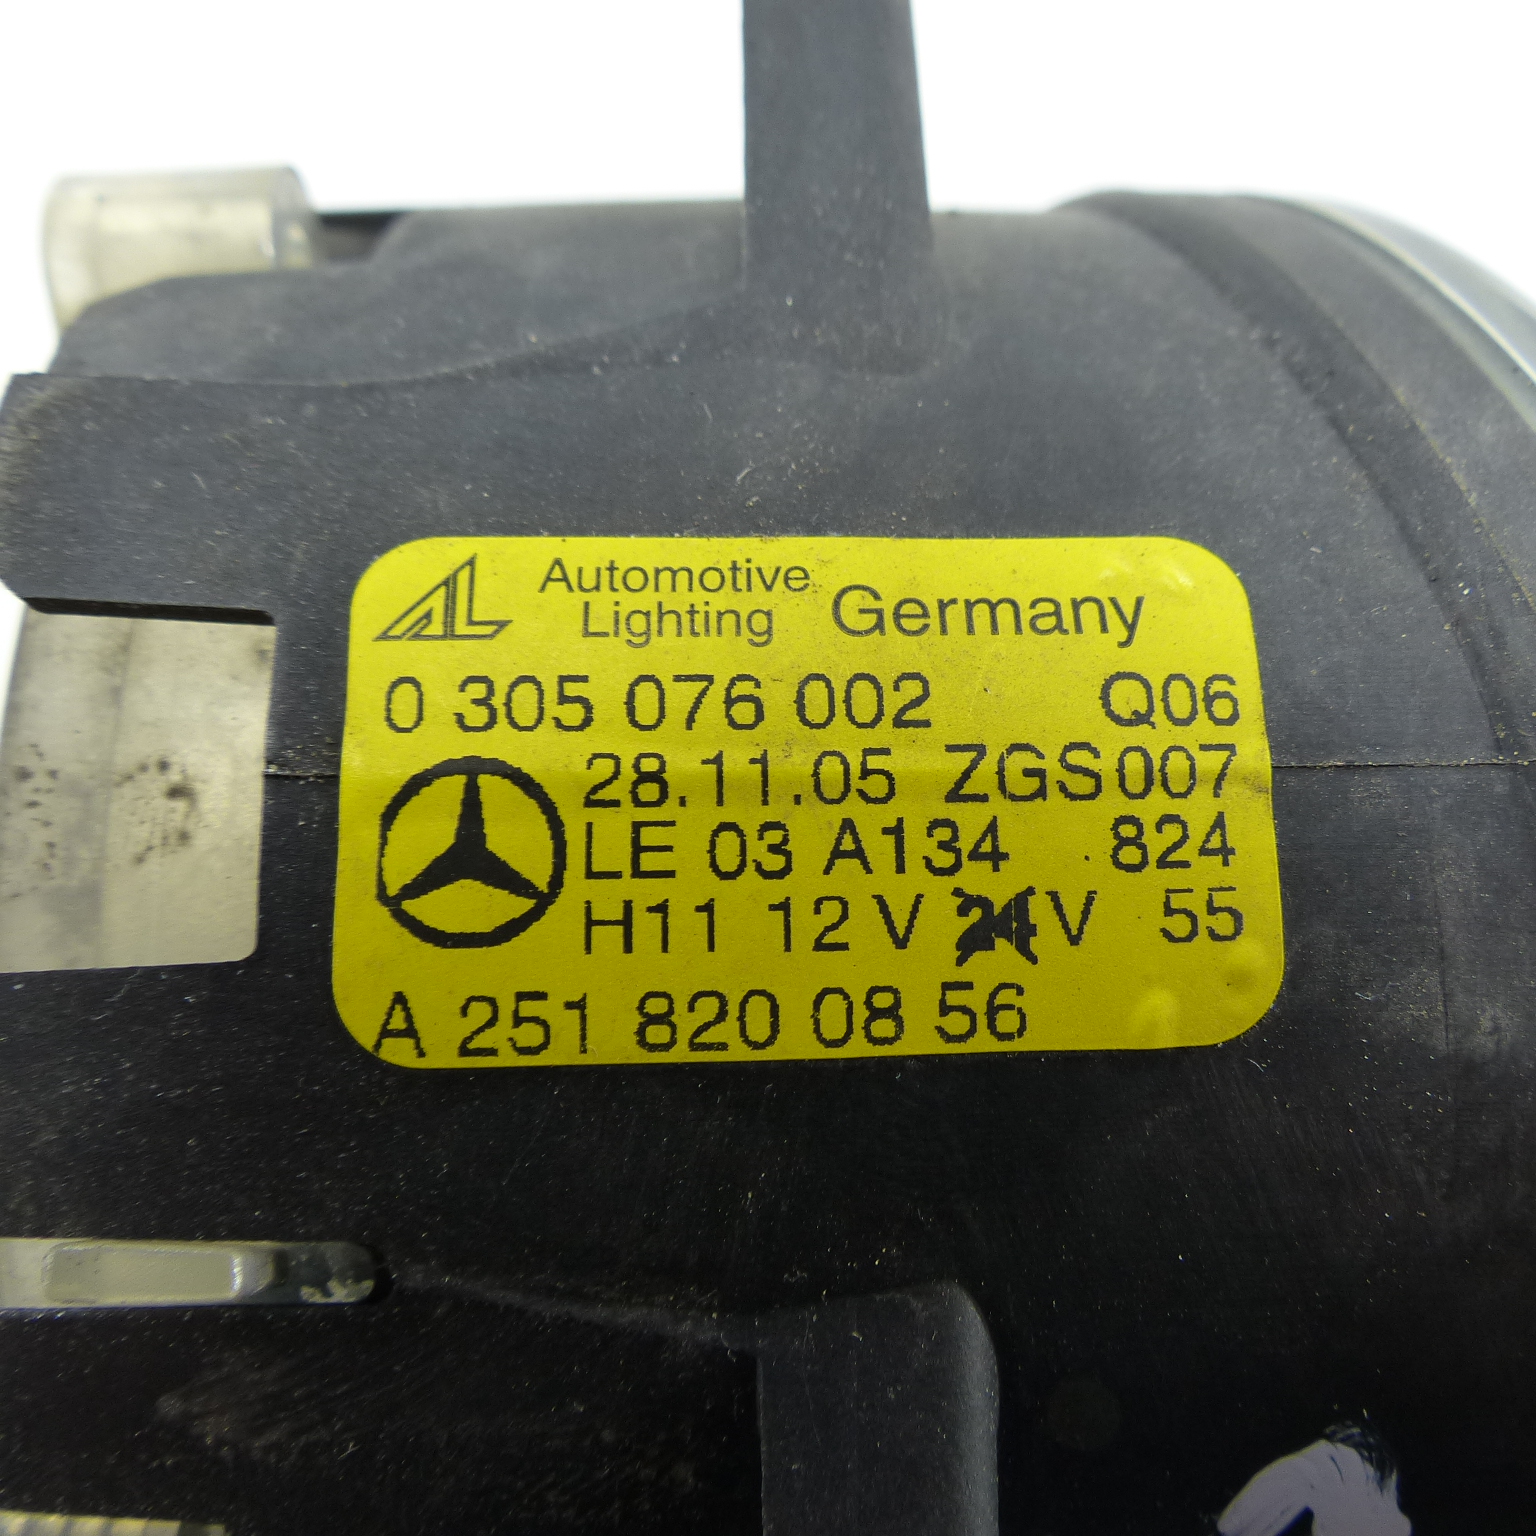 AL Automotive Lighting Germany
0 305 076 002 Q06
28.11.05 ZGS007
LE 03 A134 824
H11 12 V 24 V 55
A 251 820 08 56